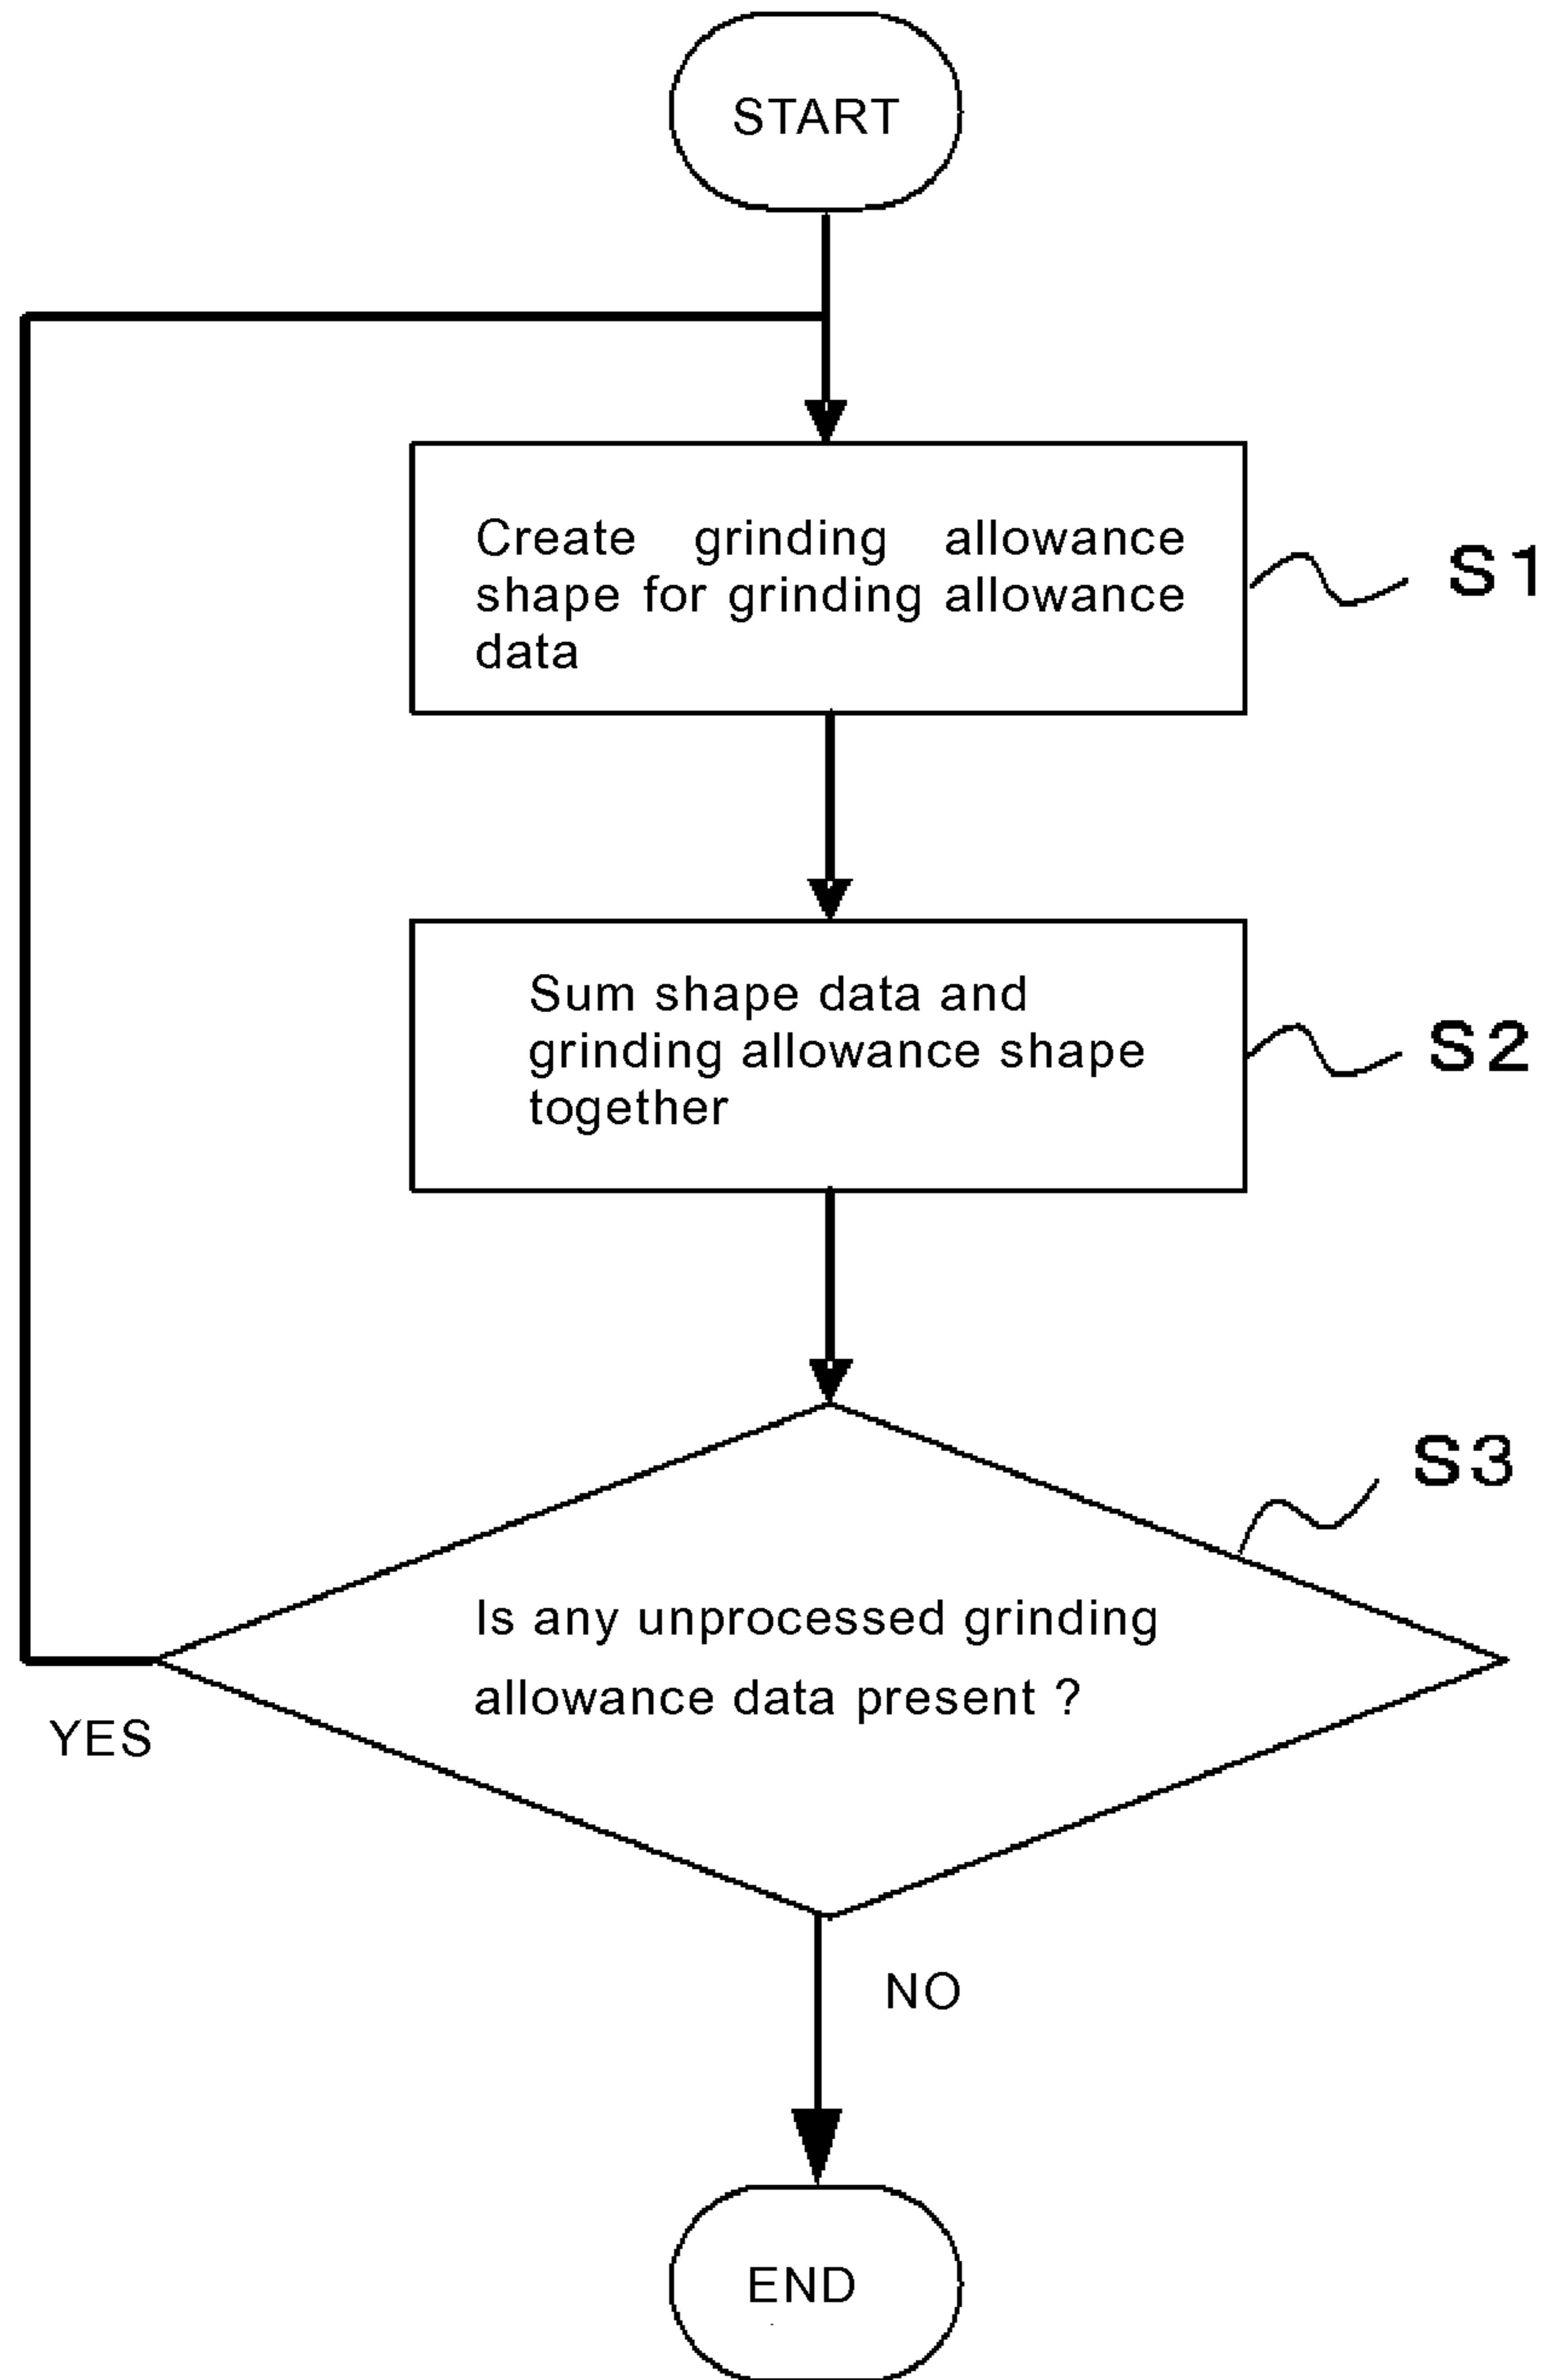 START
Create grinding allowance
shape for grinding allowance
data
S1
Sum shape data and
grinding allowance shape
together
S2
S3
Is any unprocessed grinding
allowance data present ?
YES
NO
END